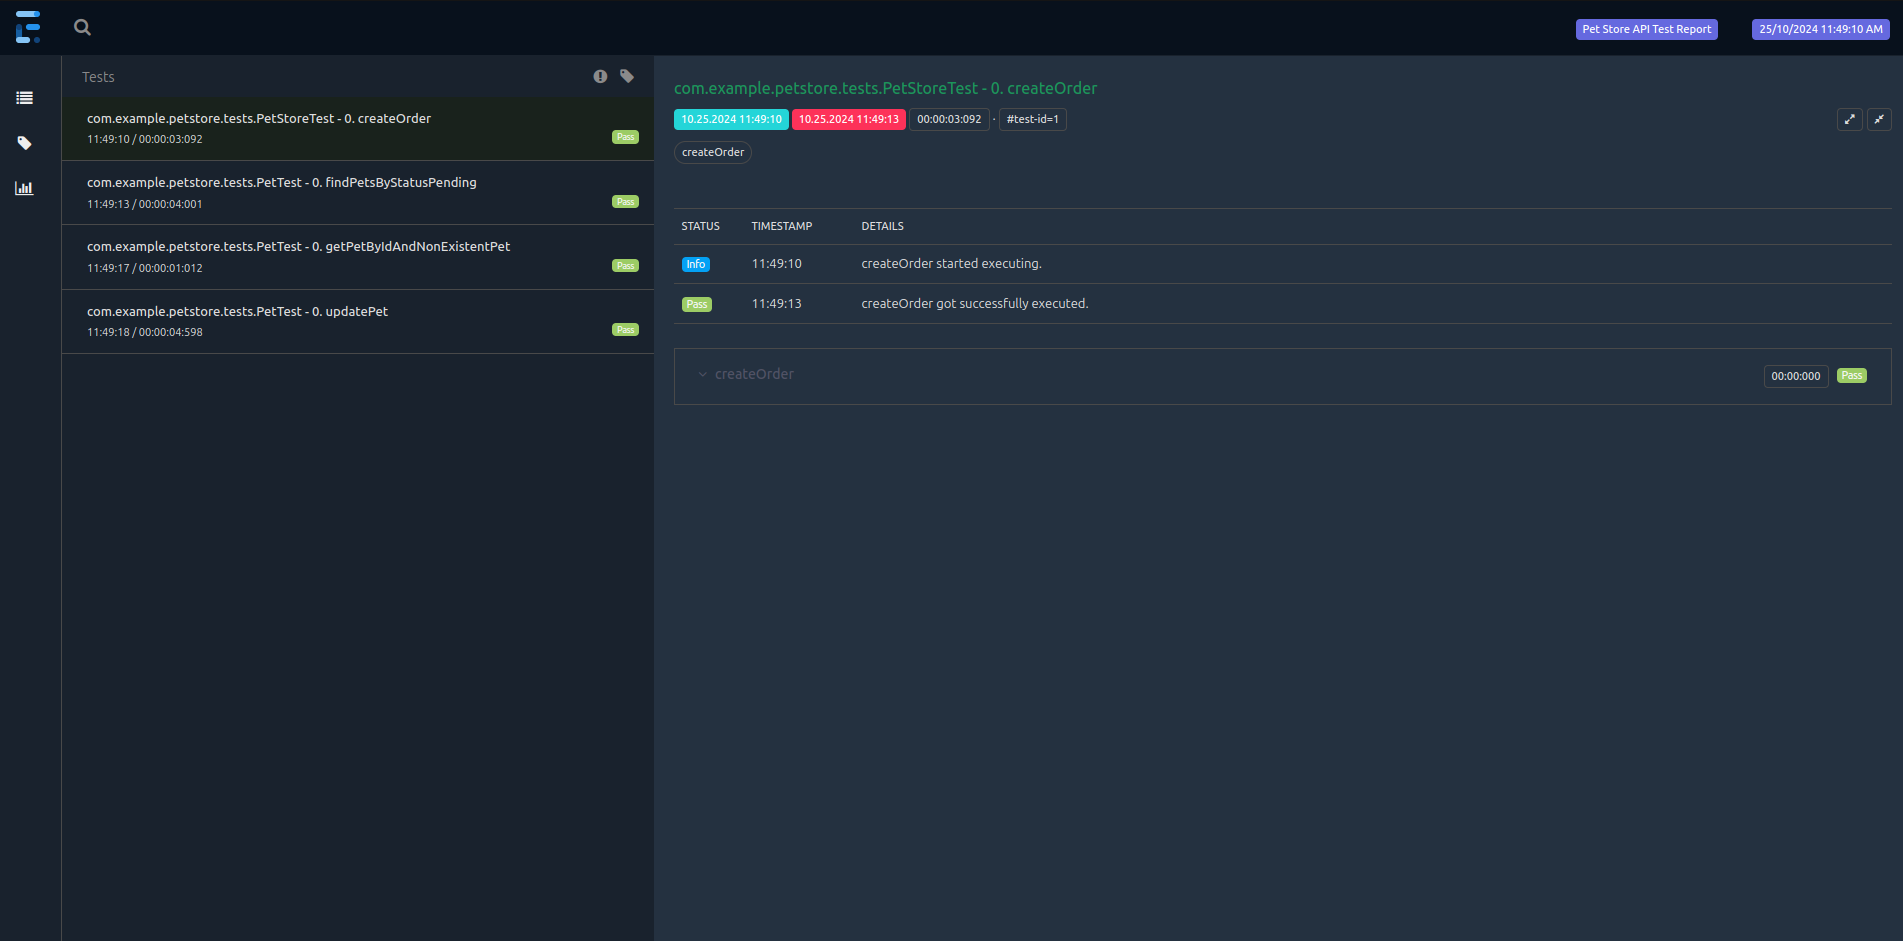 Pet Store API Test Report 25/10/2024 11:49:10 AM
Tests
com.example.petstore.tests.PetStoreTest - 0. createOrder
11:49:10 / 00:00:03:092 Pass
com.example.petstore.tests.PetTest - 0. findPetsByStatusPending
11:49:13 / 00:00:04:001 Pass
com.example.petstore.tests.PetTest - 0. getPetByIdAndNonExistentPet
11:49:17 / 00:00:01:012 Pass
com.example.petstore.tests.PetTest - 0. updatePet
11:49:18 / 00:00:04:598 Pass
com.example.petstore.tests.PetStoreTest - 0. createOrder
10.25.2024 11:49:10 10.25.2024 11:49:13 00:00:03:092 · #test-id=1
createOrder
STATUS TIMESTAMP DETAILS
Info 11:49:10 createOrder started executing.
Pass 11:49:13 createOrder got successfully executed.
createOrder 00:00:000 Pass